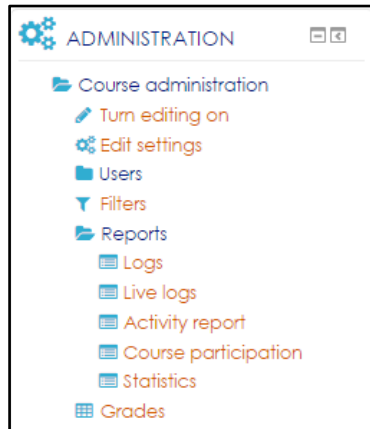 ADMINISTRATION
Course administration
Turn editing on
Edit settings
Users
Filters
Reports
Logs
Live logs
Activity report
Course participation
Statistics
Grades